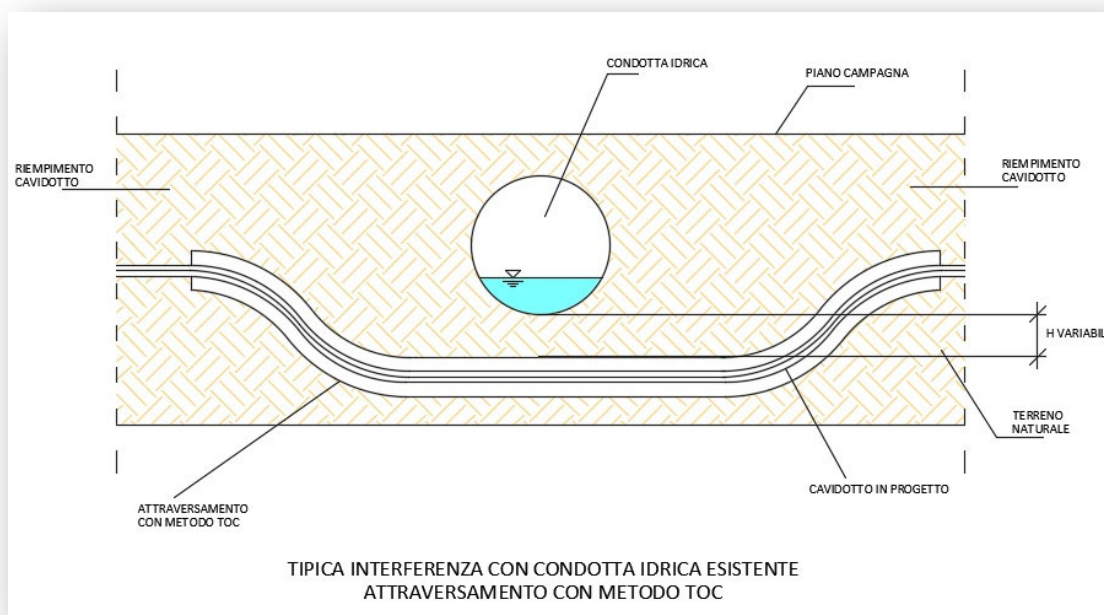 CONDOTTA IDRICA
PIANO CAMPAGNA
RIEMPIMENTO
CAVIDOTTO
RIEMPIMENTO
CAVIDOTTO
H VARIABIL
TERRENO
NATURALE
CAVIDOTTO IN PROGETTO
ATTRAVERSAMENTO
CON METODO TOC
TIPICA INTERFERENZA CON CONDOTTA IDRICA ESISTENTE
ATTRAVERSAMENTO CON METODO TOC